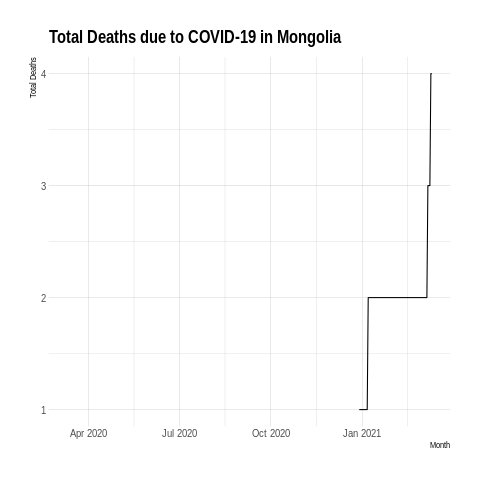 Total Deaths due to COVID-19 in Mongolia
Total Deaths
4
3
2
1
Apr 2020 Jul 2020 Oct 2020 Jan 2021
Month